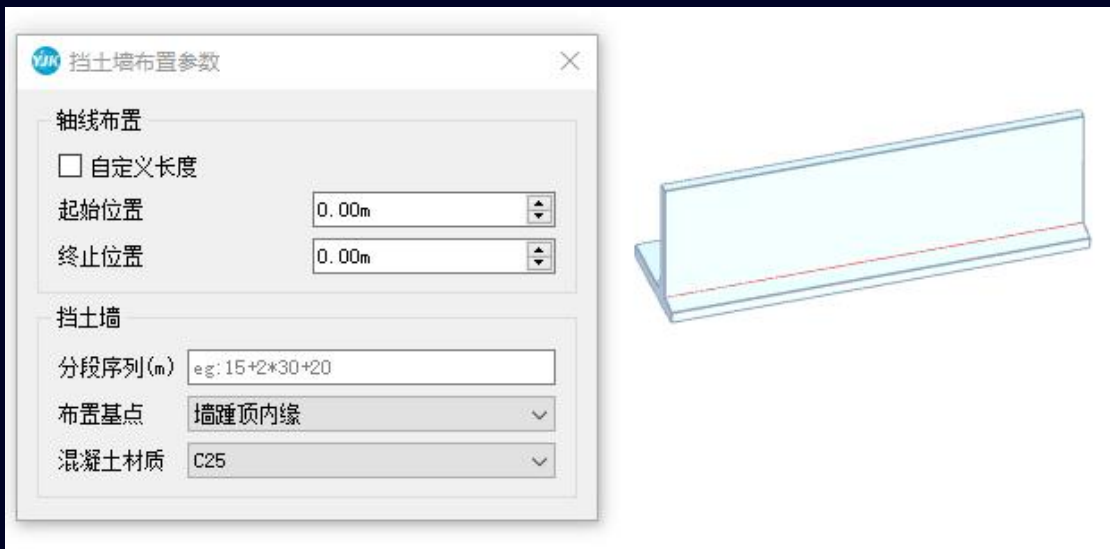 YJK 挡土墙布置参数
轴线布置
自定义长度
起始位置 0.00m
终止位置 0.00m
挡土墙
分段序列(m) eg:15+2*30+20
布置基点 墙踵顶内缘
混凝土材质 C25